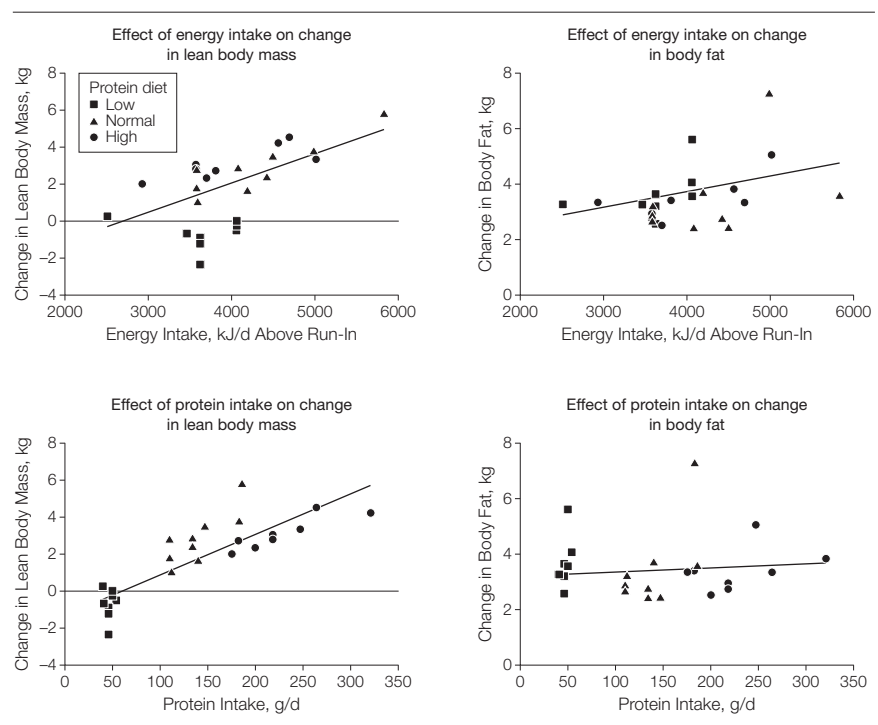 Effect of energy intake on change
in lean body mass
Change in Lean Body Mass, kg
8
6
4
2
0
−2
−4
Protein diet
Low
Normal
High
2000 3000 4000 5000 6000
Energy Intake, kJ/d Above Run-In
Effect of energy intake on change
in body fat
Change in Body Fat, kg
8
6
4
2
0
2000 3000 4000 5000 6000
Energy Intake, kJ/d Above Run-In
Effect of protein intake on change
in lean body mass
Change in Lean Body Mass, kg
8
6
4
2
0
−2
−4
0 50 100 150 200 250 300 350
Protein Intake, g/d
Effect of protein intake on change
in body fat
Change in Body Fat, kg
8
6
4
2
0
0 50 100 150 200 250 300 350
Protein Intake, g/d